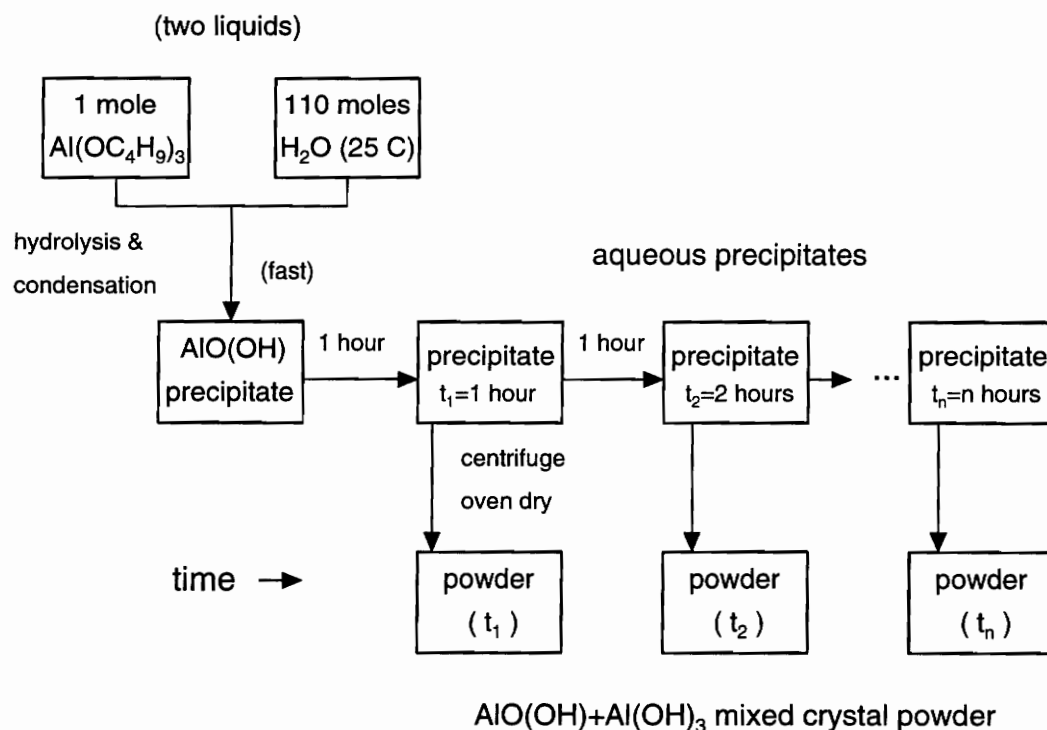 (two liquids)
1 mole
Al(OC₄H₉)₃
110 moles
H₂O (25 C)
hydrolysis &
condensation
(fast)
aqueous precipitates
AlO(OH)
precipitate
1 hour
precipitate
t₁=1 hour
1 hour
precipitate
t₂=2 hours
...
precipitate
tₙ=n hours
centrifuge
oven dry
time
powder
( t₁ )
powder
( t₂ )
powder
( tₙ )
AlO(OH)+Al(OH)₃ mixed crystal powder